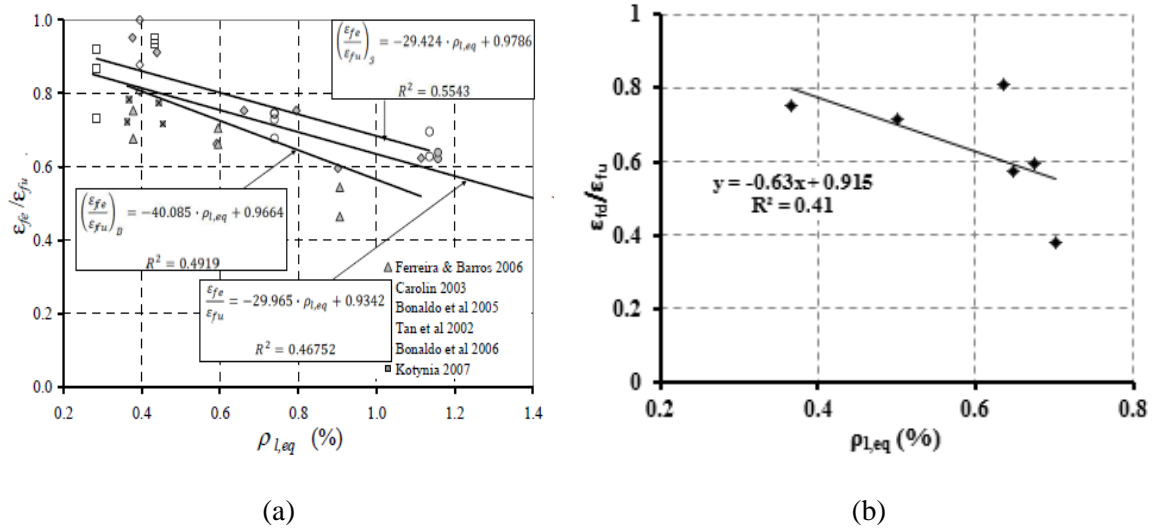 1.0
0.8
0.6
0.4
0.2
0.0
0.2
0.4
0.6
0.8
1.0
1.2
1.4
ε_fe/ε_fu
ρ_l,eq (%)
(ε_fe/ε_fu)_S = −29.424 · ρ_l,eq + 0.9786
R² = 0.5543
(ε_fe/ε_fu)_D = −40.085 · ρ_l,eq + 0.9664
R² = 0.4919
ε_fe/ε_fu = −29.965 · ρ_l,eq + 0.9342
R² = 0.46752
Ferreira & Barros 2006
Carolin 2003
Bonaldo et al 2005
Tan et al 2002
Bonaldo et al 2006
Kotynia 2007
(a)
1
0.8
0.6
0.4
0.2
0
0.2
0.4
0.6
0.8
ε_fd/ε_fu
ρ_l,eq (%)
y = -0.63x+ 0.915
R² = 0.41
(b)